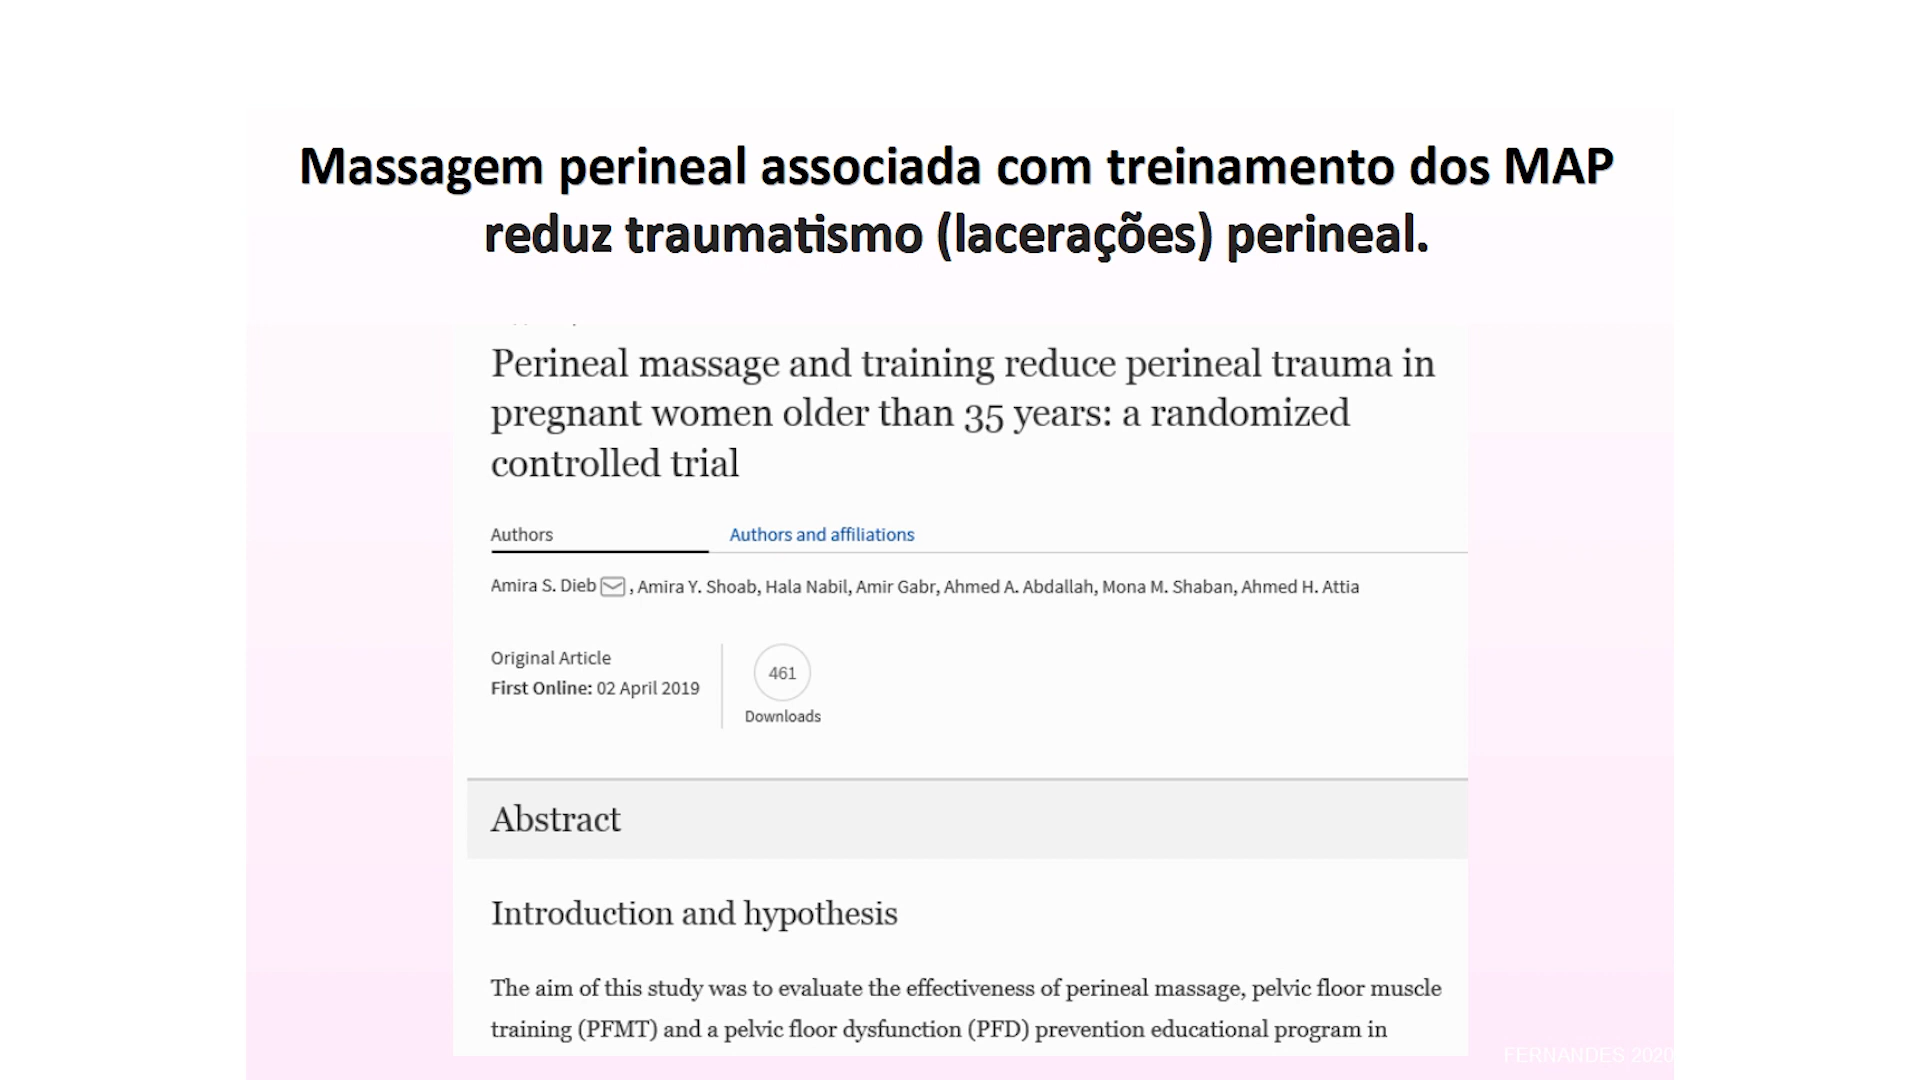 Massagem perineal associada com treinamento dos MAP
reduz traumatismo (lacerações) perineal.
Perineal massage and training reduce perineal trauma in
pregnant women older than 35 years: a randomized
controlled trial
Authors Authors and affiliations
Amira S. Dieb , Amira Y. Shoab, Hala Nabil, Amir Gabr, Ahmed A. Abdallah, Mona M. Shaban, Ahmed H. Attia
Original Article
First Online: 02 April 2019
461
Downloads
Abstract
Introduction and hypothesis
The aim of this study was to evaluate the effectiveness of perineal massage, pelvic floor muscle
training (PFMT) and a pelvic floor dysfunction (PFD) prevention educational program in
FERNANDES 2020